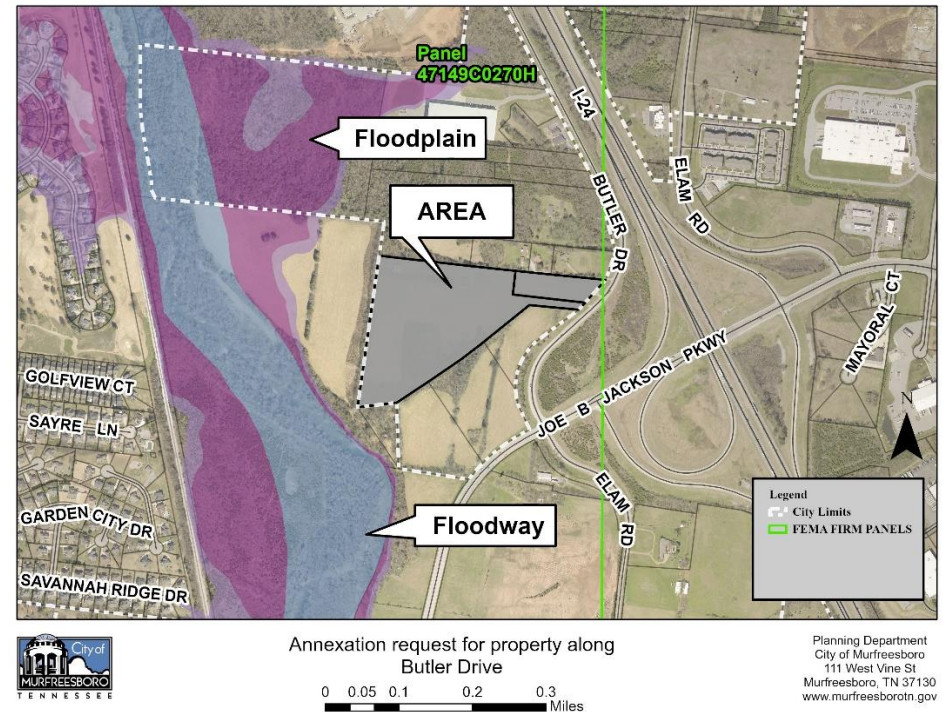 Panel
47149C0270H
I-24
Floodplain
ELAM RD
AREA
BUTLER DR
MAYORAL CT
JOE B JACKSON PKWY
GOLFVIEW CT
SAYRE LN
N
ELAM RD
Legend
City Limits
FEMA FIRM PANELS
GARDEN CITY DR
Floodway
SAVANNAH RIDGE DR
City of
MURFREESBORO
TENNESSEE
Annexation request for property along
Butler Drive
0 0.05 0.1 0.2 0.3
Miles
Planning Department
City of Murfreesboro
111 West Vine St
Murfreesboro, TN 37130
www.murfreesborotn.gov